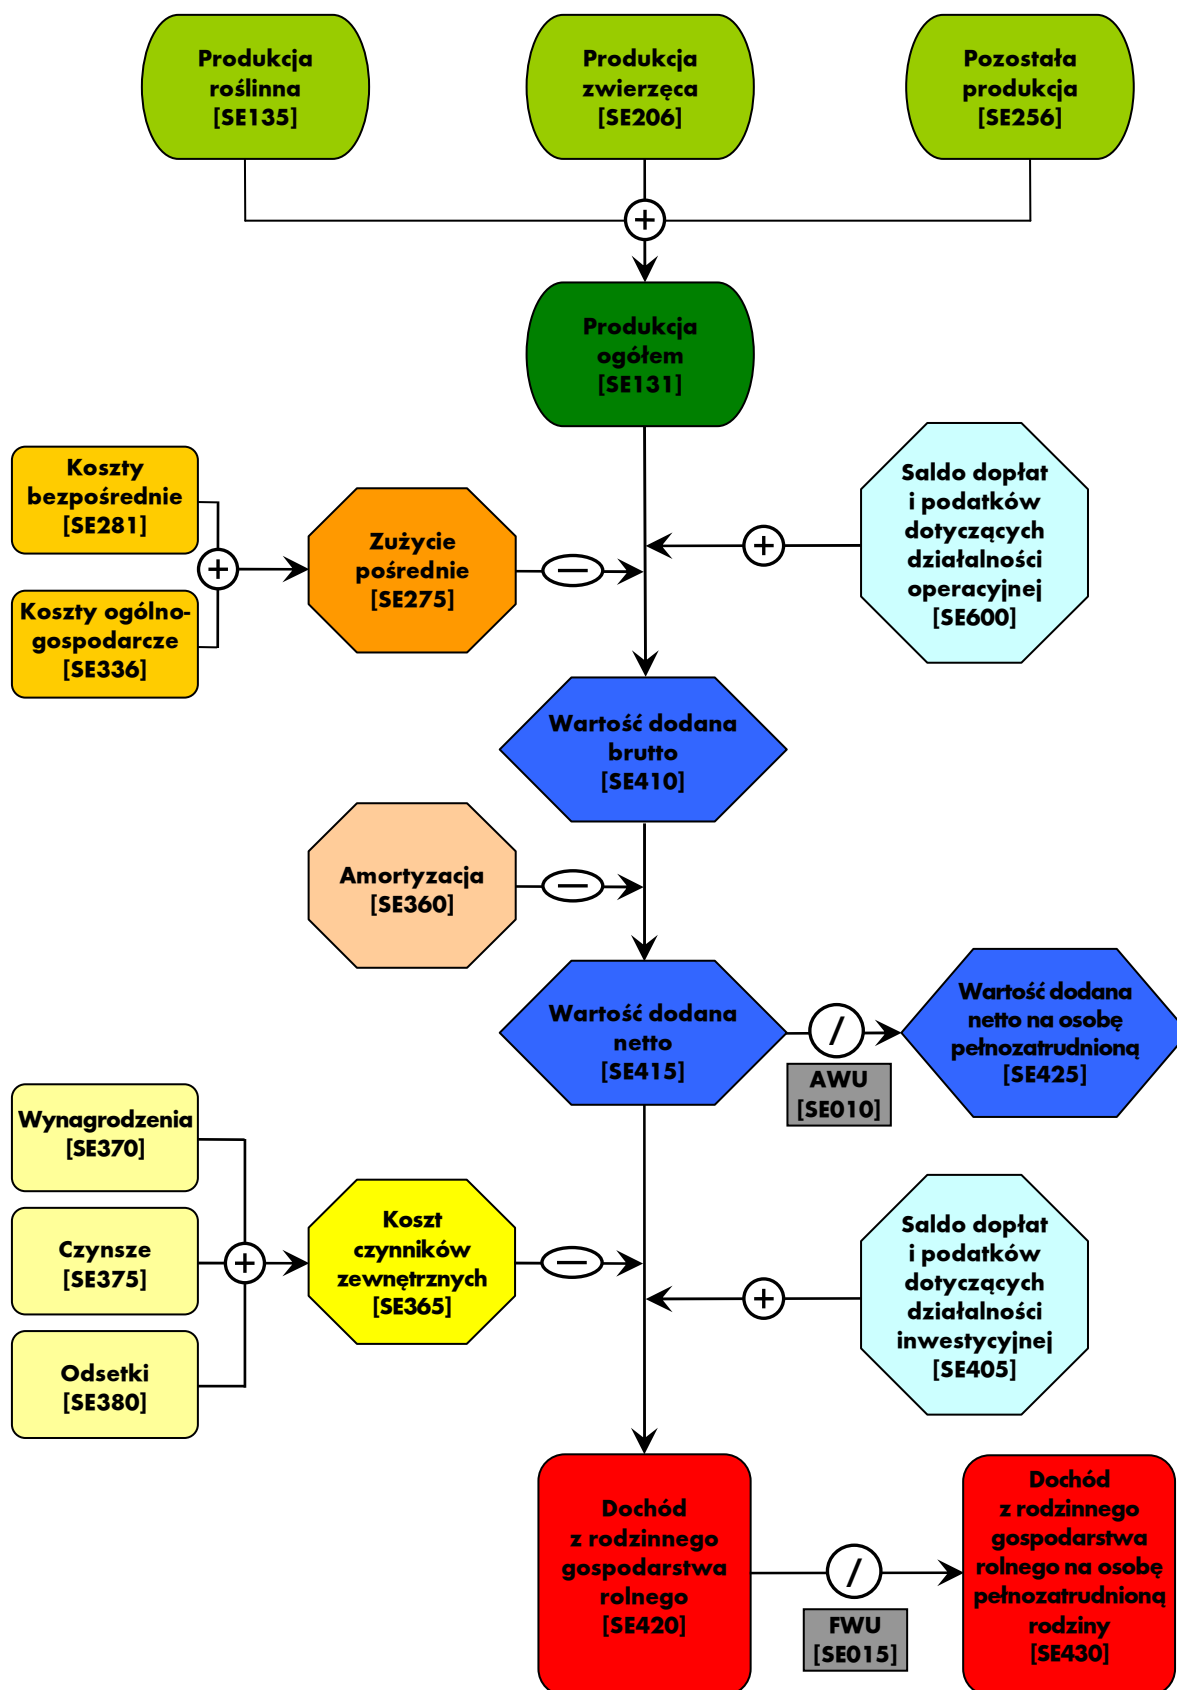 Produkcja
roślinna
[SE135]
Produkcja
zwierzęca
[SE206]
Pozostała
produkcja
[SE256]
+
Produkcja
ogółem
[SE131]
Koszty
bezpośrednie
[SE281]
Koszty ogólno-
gospodarcze
[SE336]
+
Zużycie
pośrednie
[SE275]
—
+
Saldo dopłat
i podatków
dotyczących
działalności
operacyjnej
[SE600]
Wartość dodana
brutto
[SE410]
Amortyzacja
[SE360]
—
Wartość dodana
netto
[SE415]
/
AWU
[SE010]
Wartość dodana
netto na osobę
pełnozatrudnioną
[SE425]
Wynagrodzenia
[SE370]
Czynsze
[SE375]
Odsetki
[SE380]
+
Koszt
czynników
zewnętrznych
[SE365]
—
+
Saldo dopłat
i podatków
dotyczących
działalności
inwestycyjnej
[SE405]
Dochód
z rodzinnego
gospodarstwa
rolnego
[SE420]
/
FWU
[SE015]
Dochód
z rodzinnego
gospodarstwa
rolnego na osobę
pełnozatrudnioną
rodziny
[SE430]